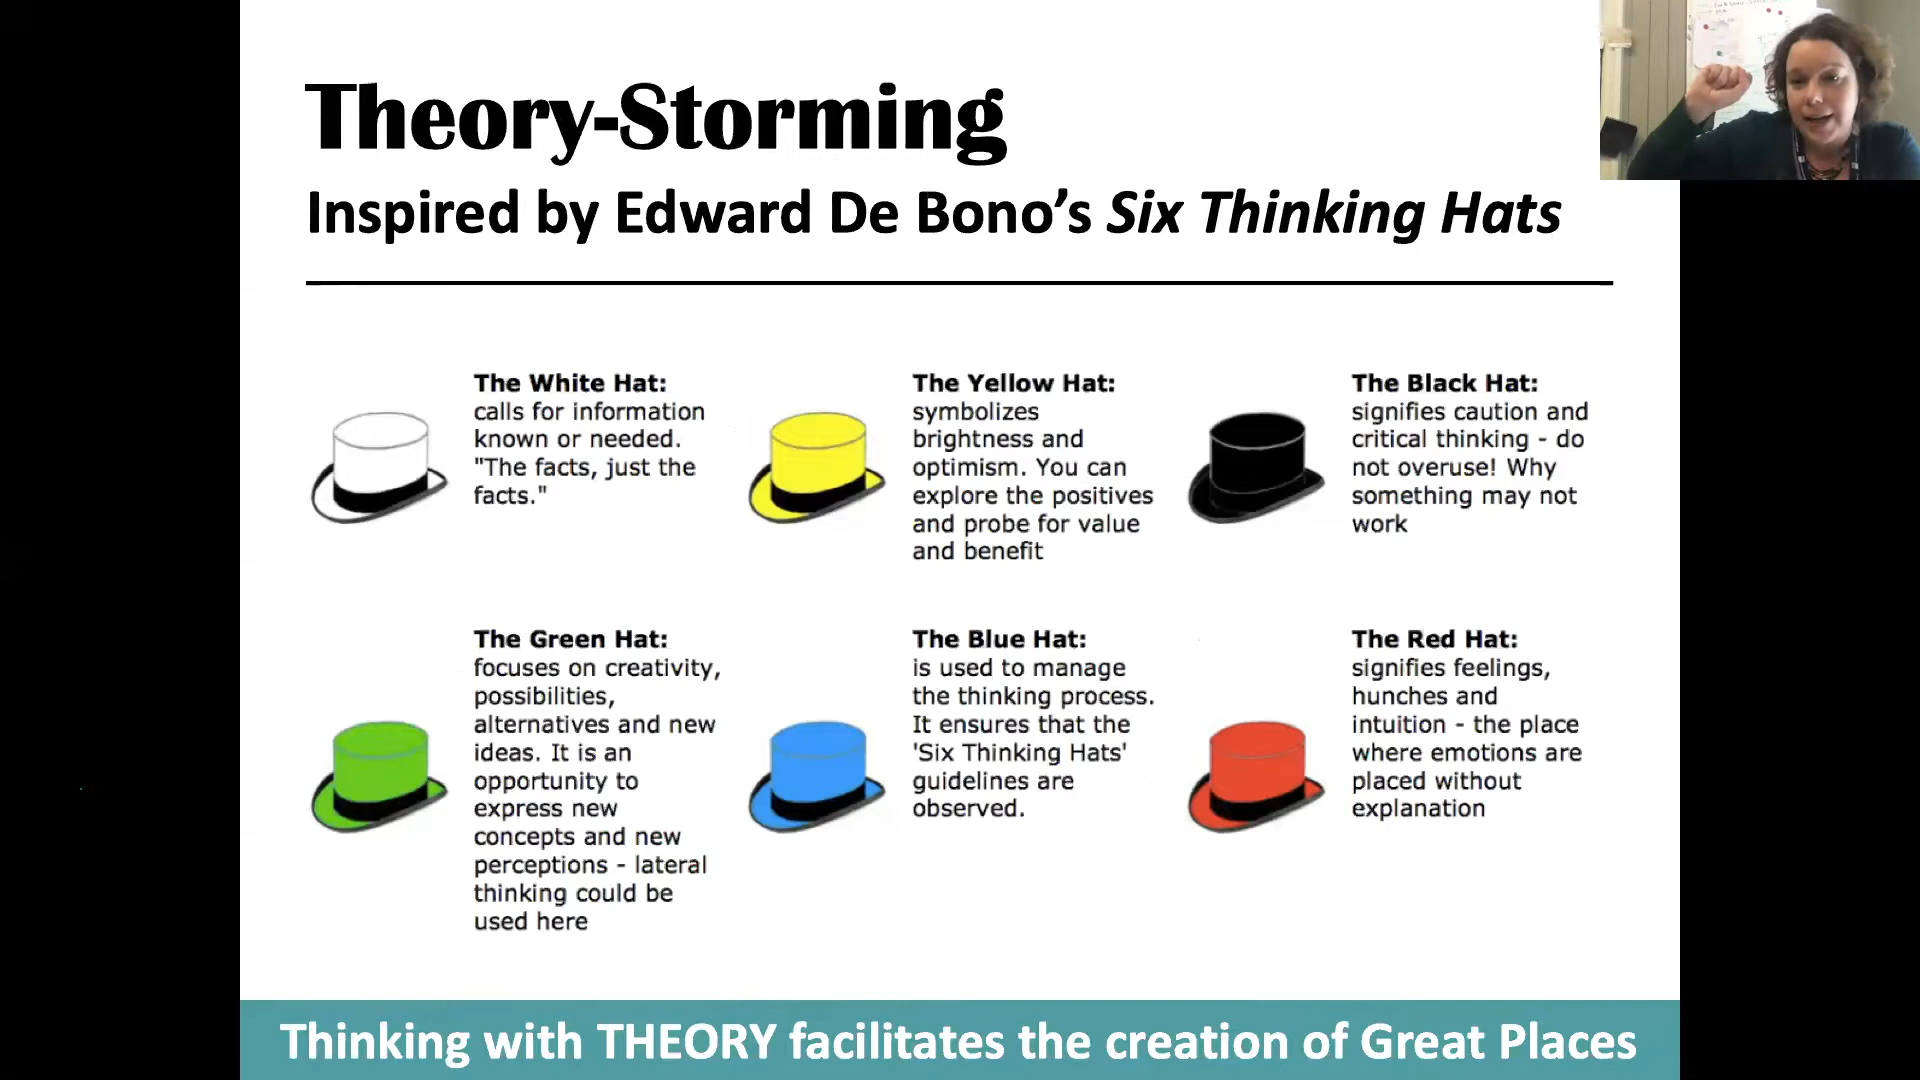 Theory-Storming
Inspired by Edward De Bono’s Six Thinking Hats
The White Hat:
calls for information
known or needed.
"The facts, just the
facts."
The Yellow Hat:
symbolizes
brightness and
optimism. You can
explore the positives
and probe for value
and benefit
The Black Hat:
signifies caution and
critical thinking - do
not overuse! Why
something may not
work
The Green Hat:
focuses on creativity,
possibilities,
alternatives and new
ideas. It is an
opportunity to
express new
concepts and new
perceptions - lateral
thinking could be
used here
The Blue Hat:
is used to manage
the thinking process.
It ensures that the
'Six Thinking Hats'
guidelines are
observed.
The Red Hat:
signifies feelings,
hunches and
intuition - the place
where emotions are
placed without
explanation
Thinking with THEORY facilitates the creation of Great Places